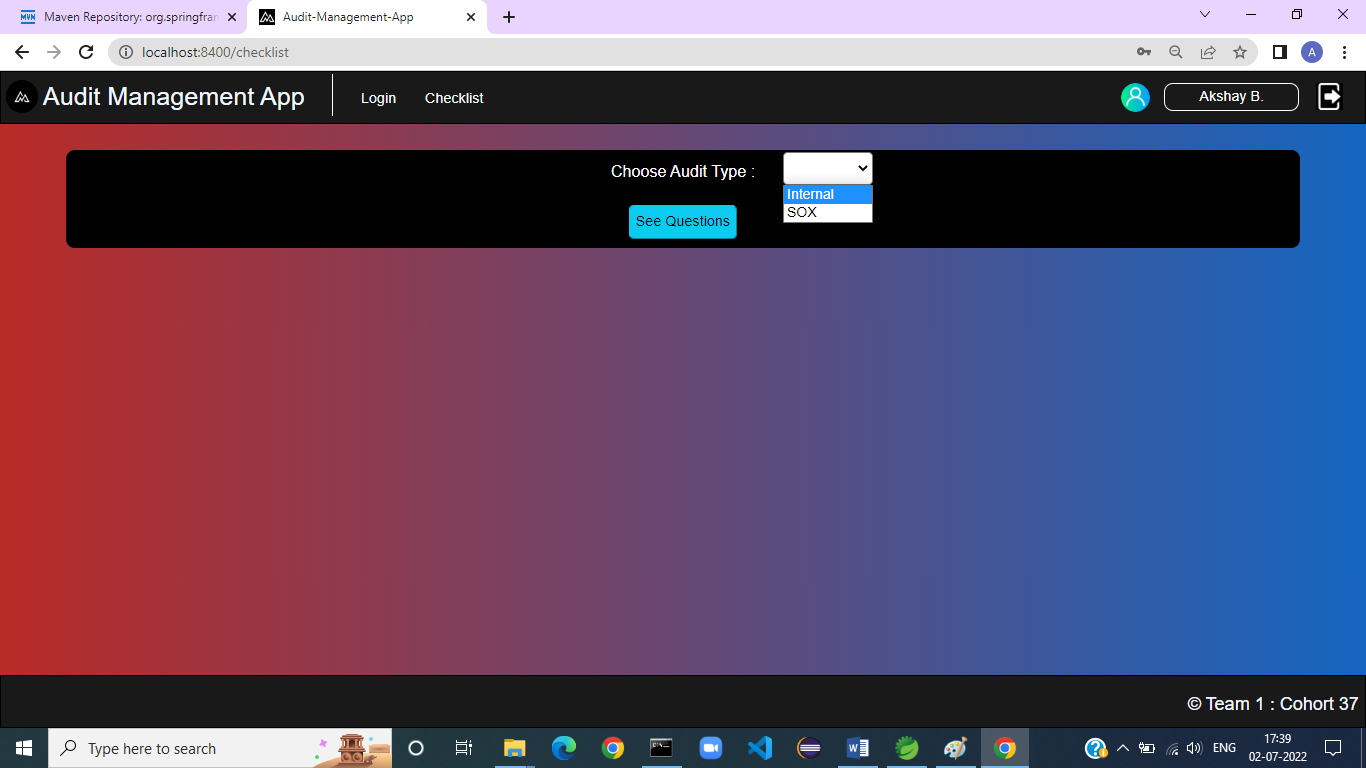 Maven Repository: org.springfran
Audit-Management-App
localhost:8400/checklist
A
Audit Management App
Login
Checklist
Akshay B.
Choose Audit Type :
Internal
SOX
See Questions
© Team 1 : Cohort 37
Type here to search
ENG
17:39
02-07-2022